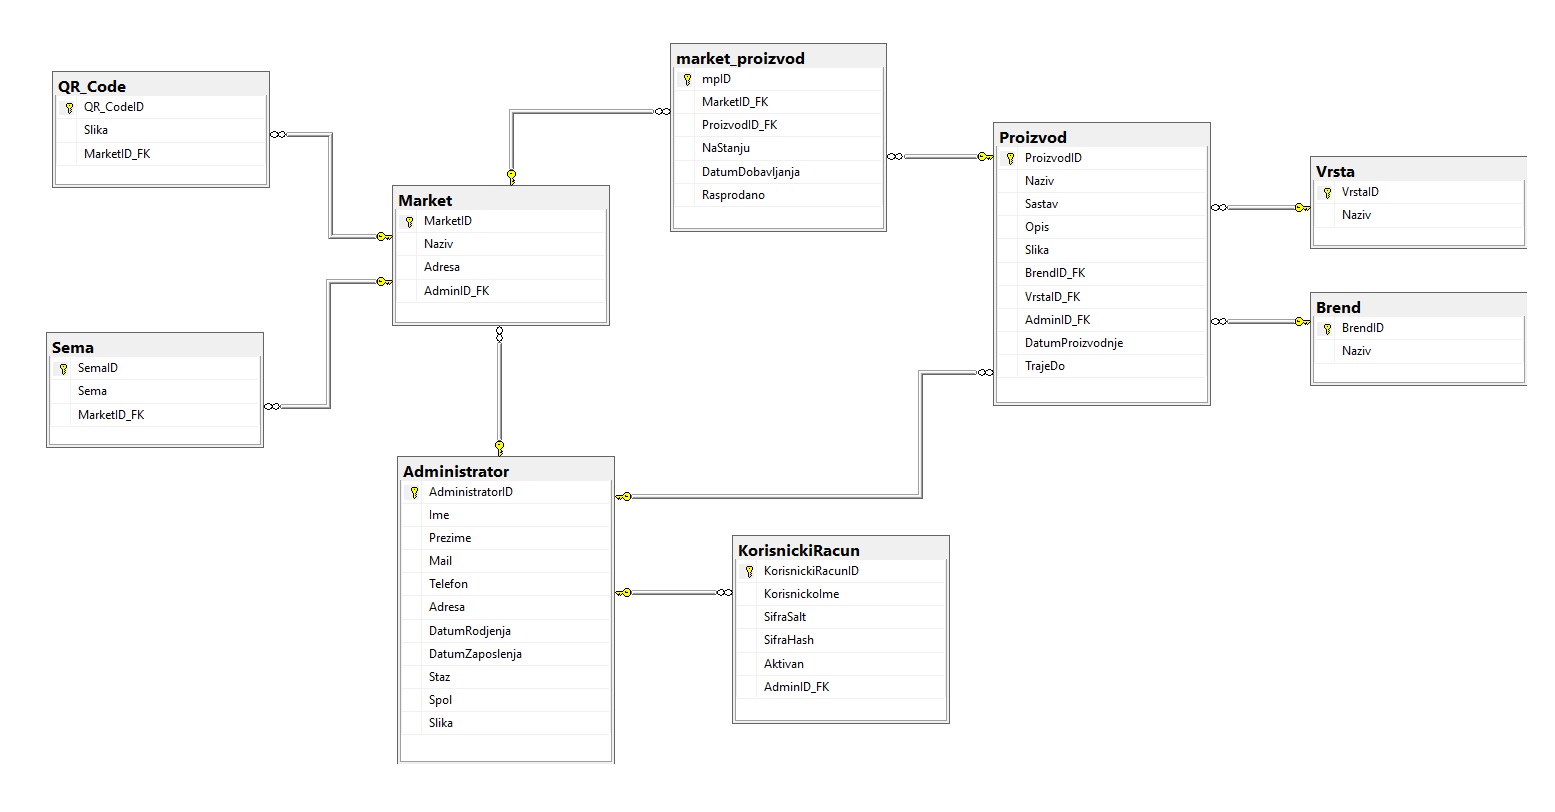 QR_Code
QR_CodeID
Slika
MarketID_FK
Sema
SemaID
Sema
MarketID_FK
Market
MarketID
Naziv
Adresa
AdminID_FK
Administrator
AdministratorID
Ime
Prezime
Mail
Telefon
Adresa
DatumRodjenja
DatumZaposlenja
Staz
Spol
Slika
market_proizvod
mpID
MarketID_FK
ProizvodID_FK
NaStanju
DatumDobavljanja
Rasprodano
KorisnickiRacun
KorisnickiRacunID
KorisnickoIme
SifraSalt
SifraHash
Aktivan
AdminID_FK
Proizvod
ProizvodID
Naziv
Sastav
Opis
Slika
BrendID_FK
VrstaID_FK
AdminID_FK
DatumProizvodnje
TrajeDo
Vrsta
VrstaID
Naziv
Brend
BrendID
Naziv